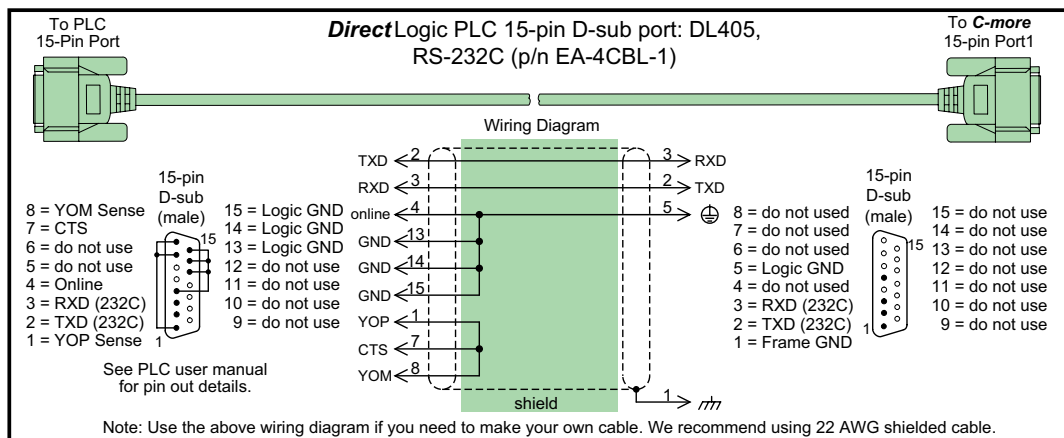 To PLC
15-Pin Port
DirectLogic PLC 15-pin D-sub port: DL405,
RS-232C (p/n EA-4CBL-1)
To C-more
15-pin Port1
Wiring Diagram
TXD 2 3 RXD
RXD 3 2 TXD
online 4 5
GND 13
GND 14
GND 15
YOP 1
CTS 7
YOM 8
1
shield
15-pin
D-sub
(male)
15
1
8 = YOM Sense
7 = CTS
6 = do not use
5 = do not use
4 = Online
3 = RXD (232C)
2 = TXD (232C)
1 = YOP Sense
15 = Logic GND
14 = Logic GND
13 = Logic GND
12 = do not use
11 = do not use
10 = do not use
9 = do not use
See PLC user manual
for pin out details.
8 = do not used
7 = do not used
6 = do not used
5 = Logic GND
4 = do not used
3 = RXD (232C)
2 = TXD (232C)
1 = Frame GND
15-pin
D-sub
(male)
15
1
15 = do not use
14 = do not use
13 = do not use
12 = do not use
11 = do not use
10 = do not use
9 = do not use
Note: Use the above wiring diagram if you need to make your own cable. We recommend using 22 AWG shielded cable.